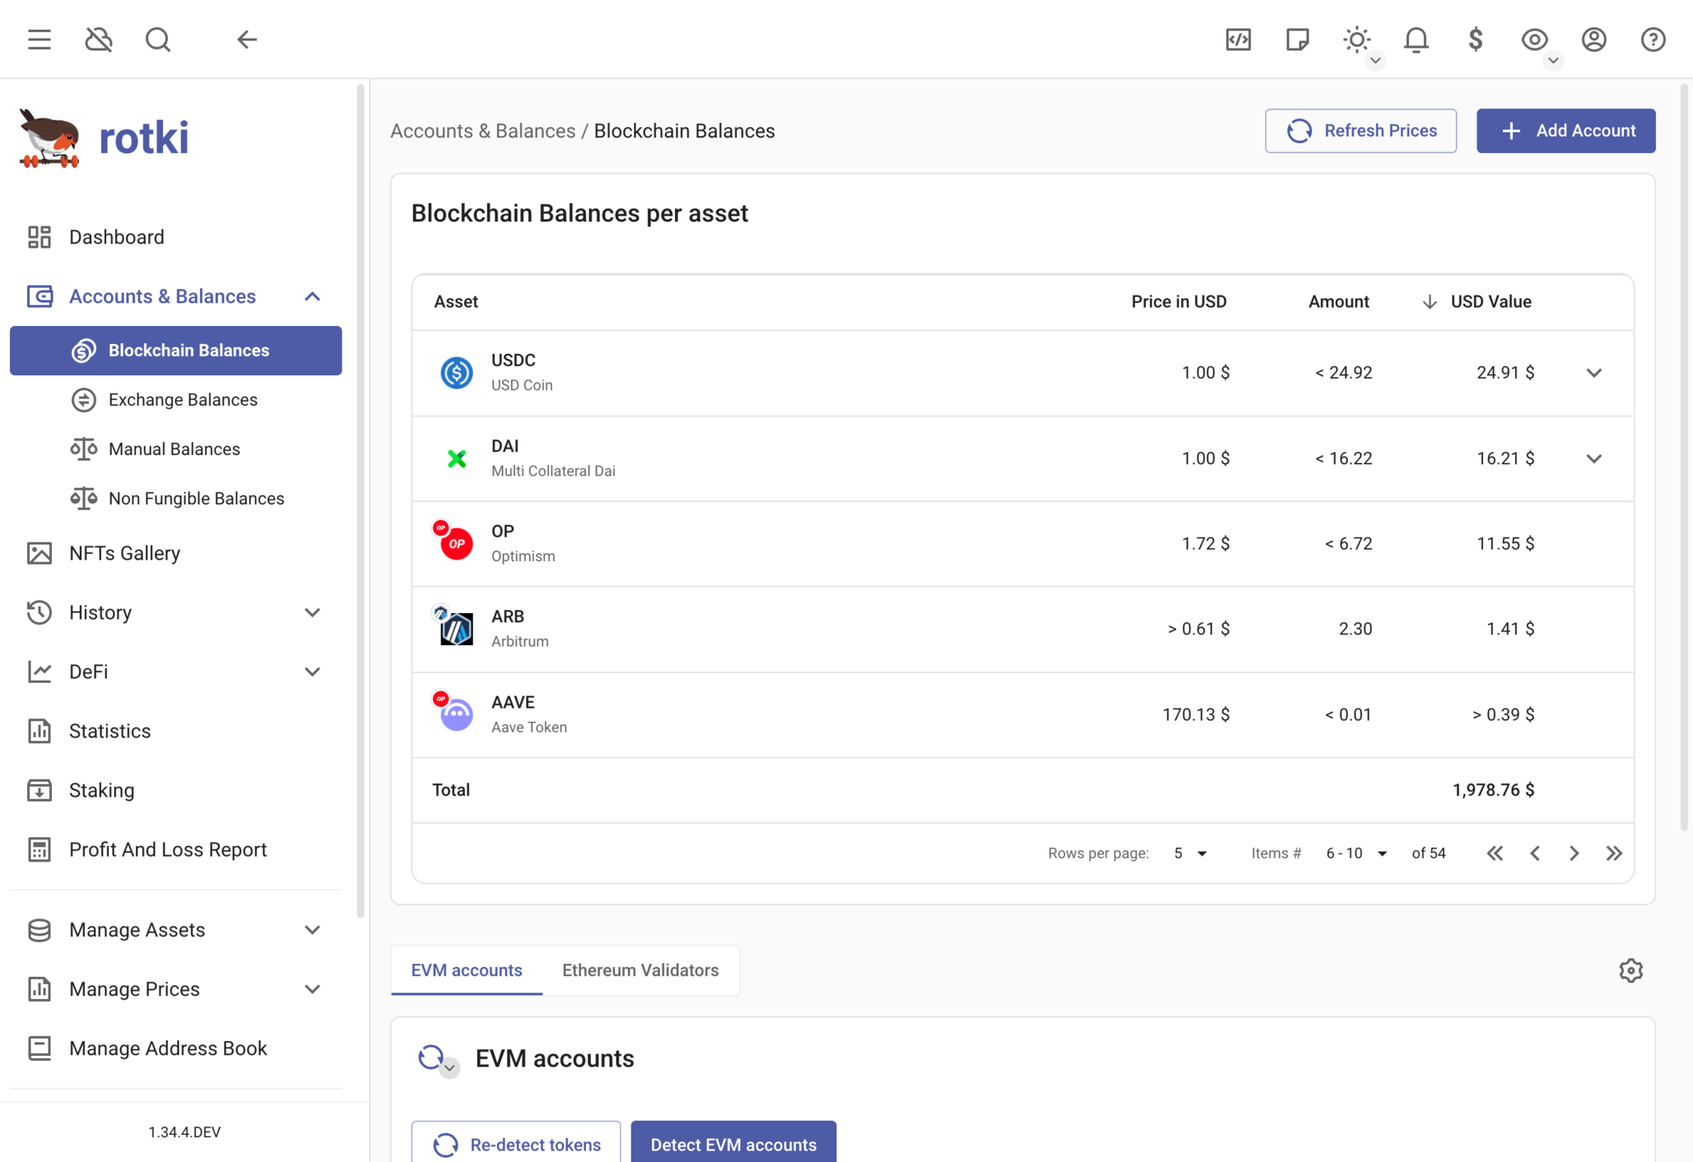 rotki
Dashboard
Accounts & Balances
Blockchain Balances
Exchange Balances
Manual Balances
Non Fungible Balances
NFTs Gallery
History
DeFi
Statistics
Staking
Profit And Loss Report
Manage Assets
Manage Prices
Manage Address Book
1.34.4.DEV
Accounts & Balances / Blockchain Balances
Refresh Prices
Add Account
Blockchain Balances per asset
Asset Price in USD Amount USD Value
USDC
USD Coin
1.00 $ < 24.92 24.91 $
DAI
Multi Collateral Dai
1.00 $ < 16.22 16.21 $
OP
OP
OP
Optimism
1.72 $ < 6.72 11.55 $
ARB
Arbitrum
> 0.61 $ 2.30 1.41 $
OP
AAVE
Aave Token
170.13 $ < 0.01 > 0.39 $
Total 1,978.76 $
Rows per page: 5 Items # 6 - 10 of 54
EVM accounts Ethereum Validators
EVM accounts
Re-detect tokens Detect EVM accounts